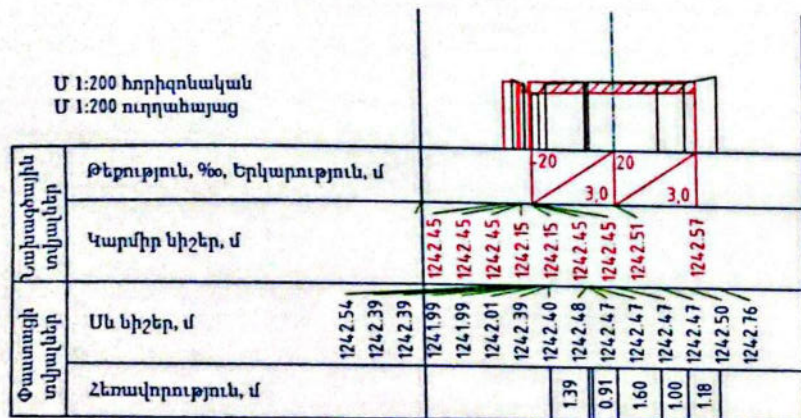 Մ 1:200 հորիզոնական
Մ 1:200 ուղղահայաց
Նախագծային տվյալներ
Թեքություն, ‰, Երկարություն, մ
-20 20
3,0 3,0
Կարմիր նիշեր, մ
1242.45 1242.45 1242.45 1242.15 1242.15 1242.45 1242.45 1242.51 1242.57
Փաստացի տվյալներ
Սև նիշեր, մ
1242.54 1242.39 1242.39 1241.99 1241.99 1242.01 1242.39 1242.40 1242.48 1242.47 1242.47 1242.47 1242.47 1242.50 1242.76
Հեռավորություն, մ
1.39 0.91 1.60 1.00 1.18